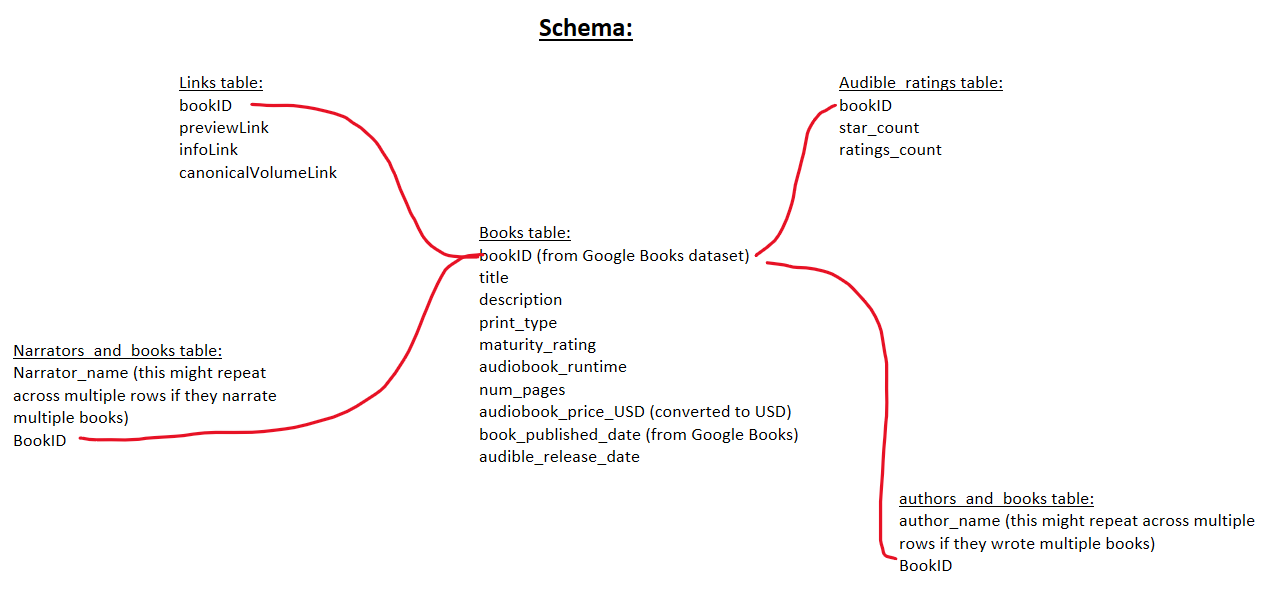 Schema:
Links table:
bookID
previewLink
infoLink
canonicalVolumeLink
Audible_ratings table:
bookID
star_count
ratings_count
Books table:
bookID (from Google Books dataset)
title
description
print_type
maturity_rating
audiobook_runtime
num_pages
audiobook_price_USD (converted to USD)
book_published_date (from Google Books)
audible_release_date
Narrators_and_books table:
Narrator_name (this might repeat
across multiple rows if they narrate
multiple books)
BookID
authors_and_books table:
author_name (this might repeat across multiple
rows if they wrote multiple books)
BookID